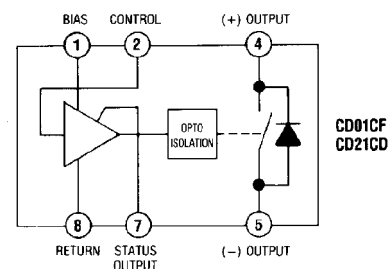 BIAS CONTROL (+) OUTPUT
1 2 4
OPTO
ISOLATION
CD01CF
CD21CD
8 7 5
RETURN STATUS
OUTPUT (−) OUTPUT